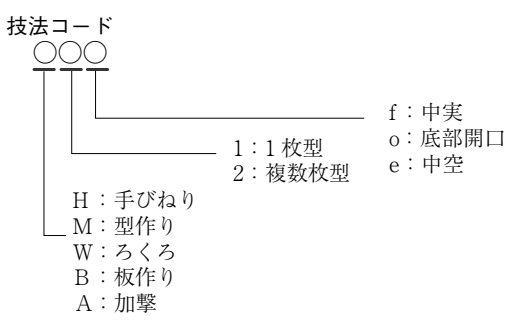 技法コード
○○○
f：中実
o：底部開口
e：中空
1：1枚型
2：複数枚型
H：手びねり
M：型作り
W：ろくろ
B：板作り
A：加撃